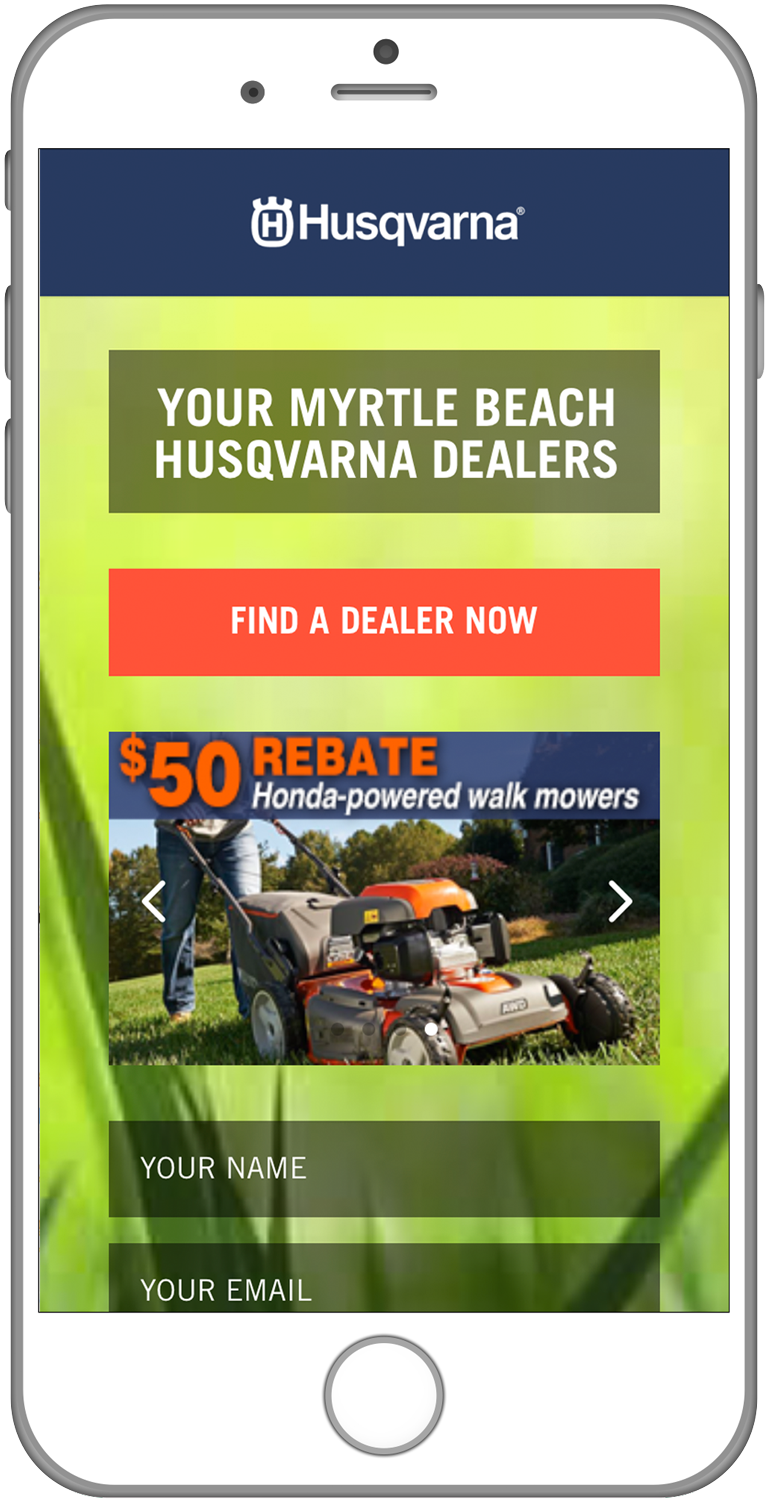 Husqvarna®
YOUR MYRTLE BEACH
HUSQVARNA DEALERS
FIND A DEALER NOW
$50 REBATE
Honda-powered walk mowers
AWD
YOUR NAME
YOUR EMAIL